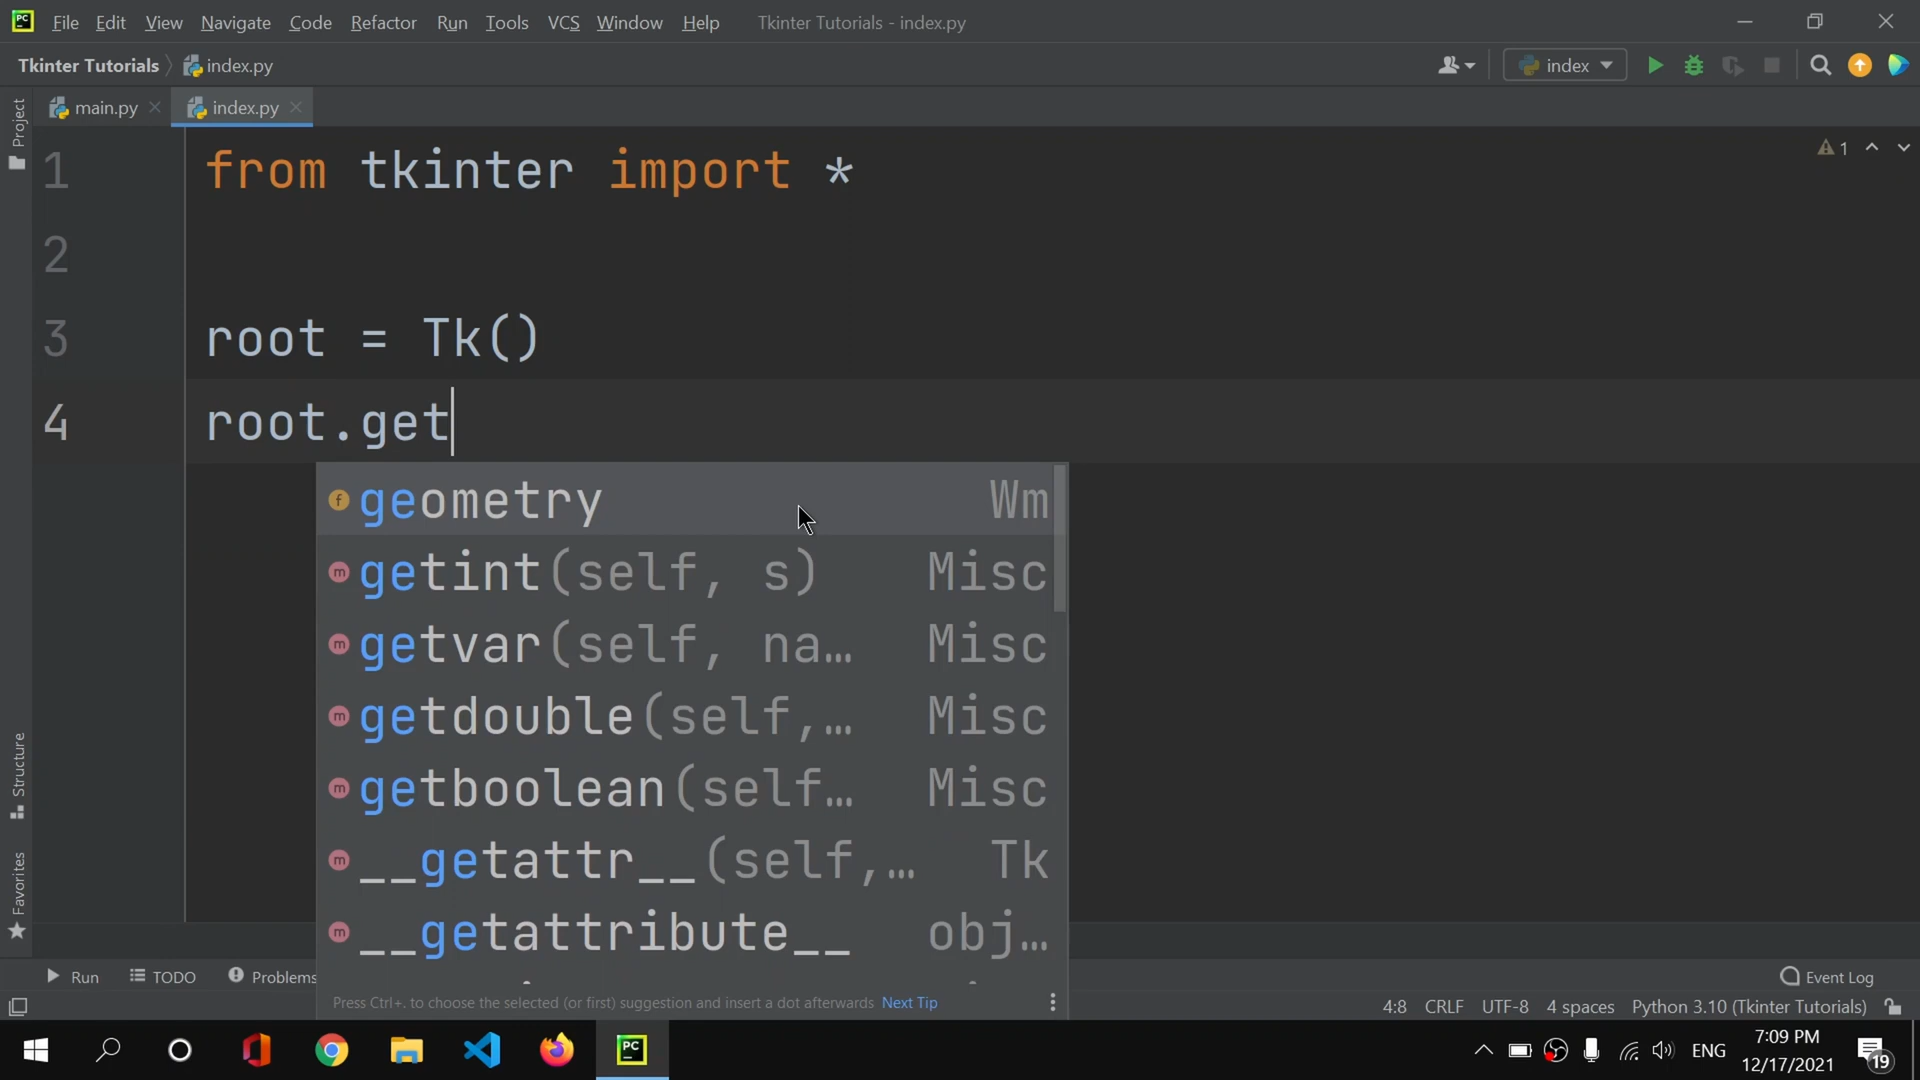 PC File Edit View Navigate Code Refactor Run Tools VCS Window Help Tkinter Tutorials - index.py
Tkinter Tutorials index.py index
main.py index.py
Project
1 from tkinter import * 1
2
3 root = Tk()
4 root.get
f geometry Wm
m getint(self, s) Misc
m getvar(self, na… Misc
m getdouble(self,… Misc
m getboolean(self… Misc
m __getattr__(self,… Tk
m __getattribute__ obj…
Structure
Favorites
Run TODO Problems Event Log
Press Ctrl+. to choose the selected (or first) suggestion and insert a dot afterwards Next Tip
4:8 CRLF UTF-8 4 spaces Python 3.10 (Tkinter Tutorials)
PC ENG 7:09 PM
12/17/2021 19